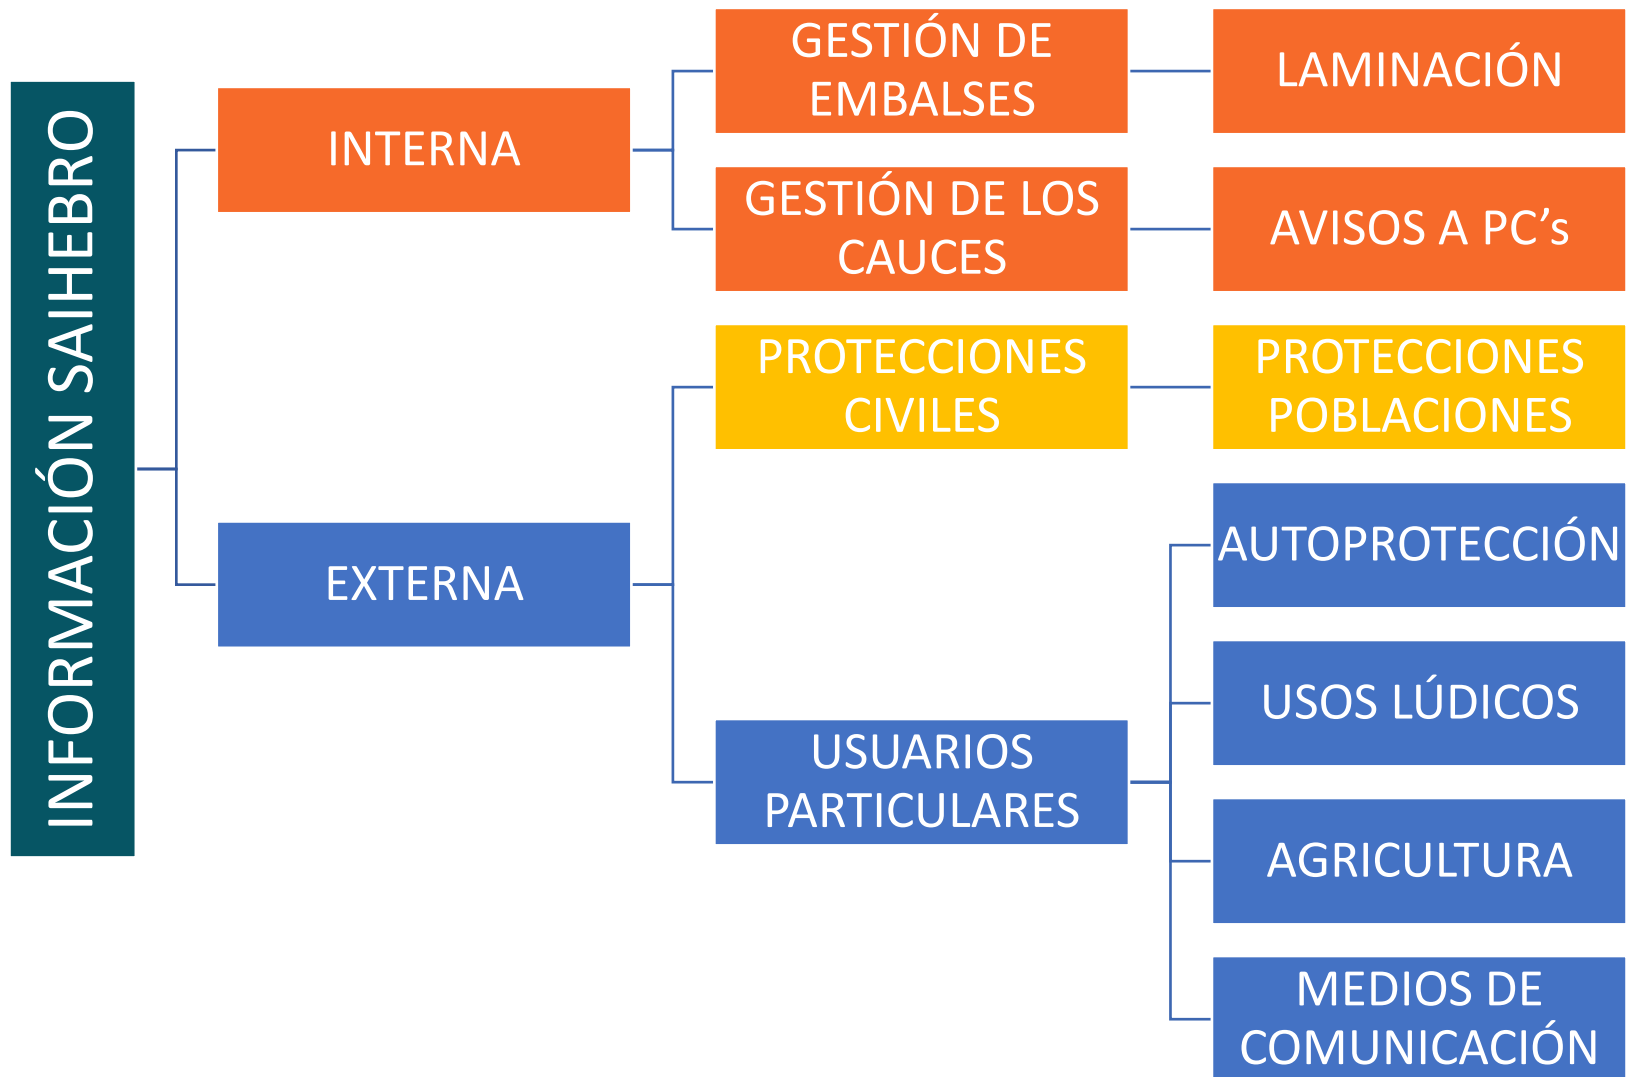 INFORMACIÓN SAIHEBRO
INTERNA
GESTIÓN DE
EMBALSES
LAMINACIÓN
GESTIÓN DE LOS
CAUCES
AVISOS A PC’s
EXTERNA
PROTECCIONES
CIVILES
PROTECCIONES
POBLACIONES
USUARIOS
PARTICULARES
AUTOPROTECCIÓN
USOS LÚDICOS
AGRICULTURA
MEDIOS DE
COMUNICACIÓN